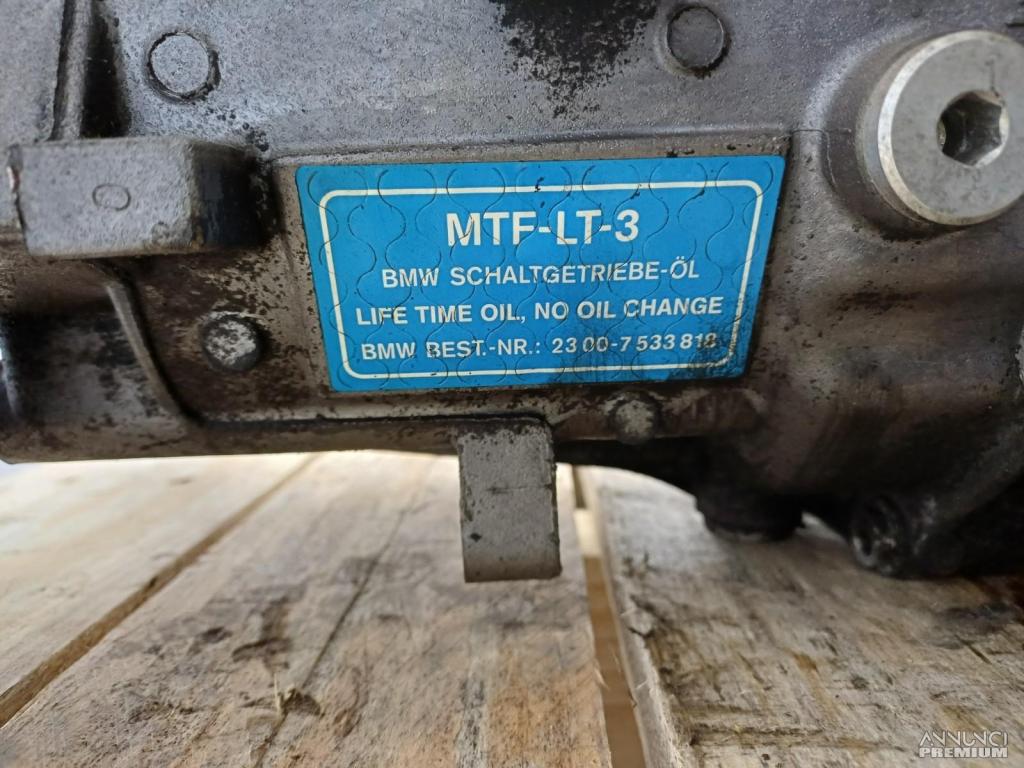 MTF-LT-3
BMW SCHALTGETRIEBE-ÖL
LIFE TIME OIL, NO OIL CHANGE
BMW BEST.-NR.: 23 00-7 533 818
ANNUNCI
PREMIUM